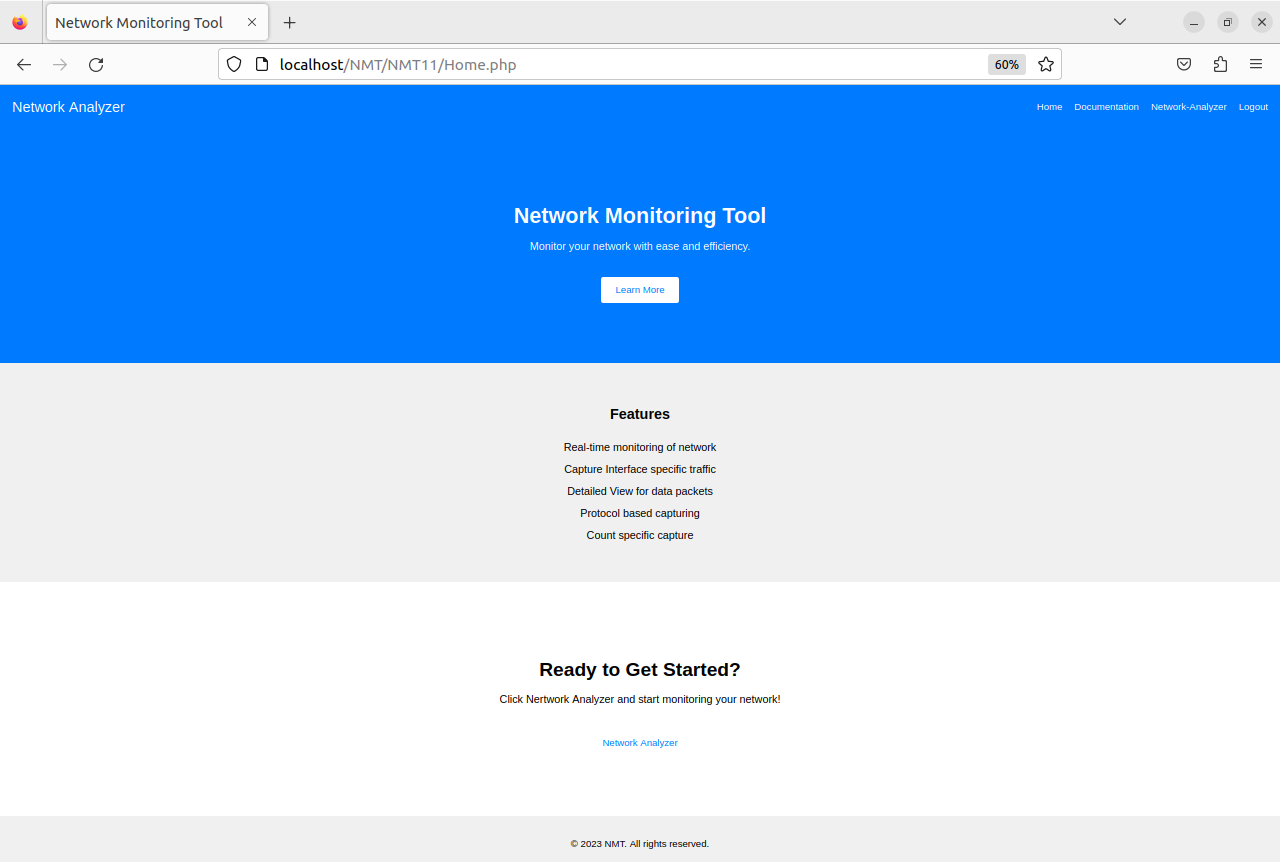 Network Monitoring Tool
localhost/NMT/NMT11/Home.php
60%
Network Analyzer
Home Documentation Network-Analyzer Logout
Network Monitoring Tool
Monitor your network with ease and efficiency.
Learn More
Features
Real-time monitoring of network
Capture Interface specific traffic
Detailed View for data packets
Protocol based capturing
Count specific capture
Ready to Get Started?
Click Nertwork Analyzer and start monitoring your network!
Network Analyzer
© 2023 NMT. All rights reserved.